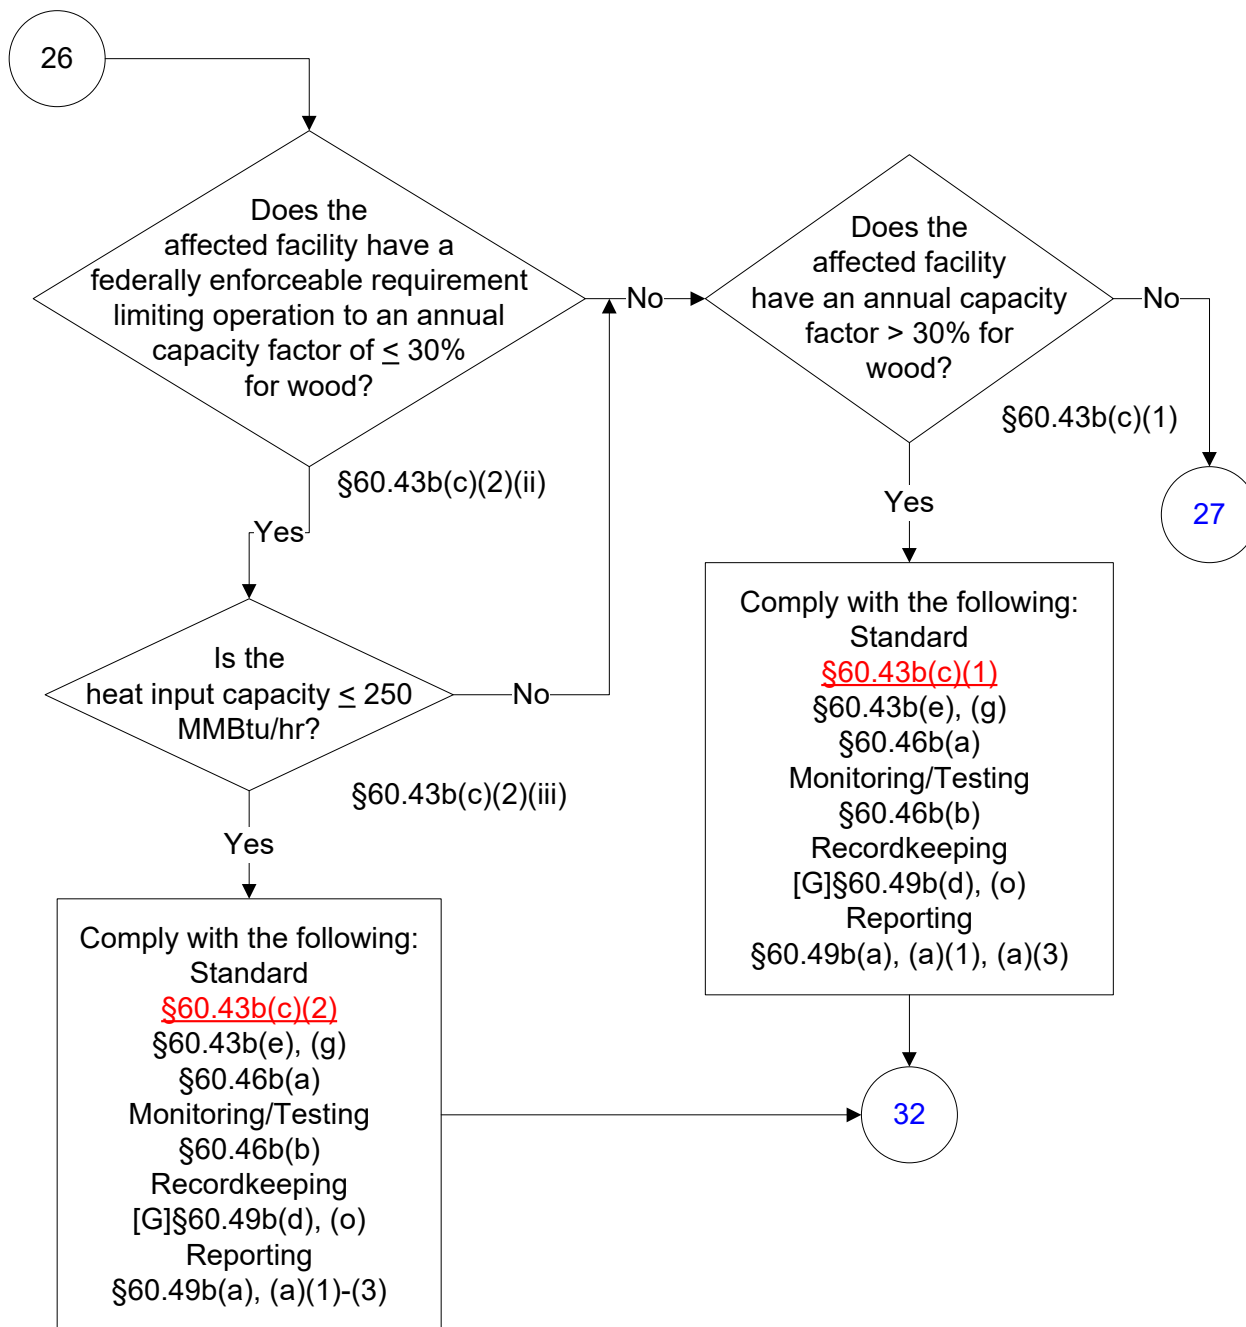 26
Does the
affected facility have a
federally enforceable requirement
limiting operation to an annual
capacity factor of ≤ 30%
for wood?
No
§60.43b(c)(2)(ii)
Yes
Is the
heat input capacity ≤ 250
MMBtu/hr?
No
§60.43b(c)(2)(iii)
Yes
Comply with the following:
Standard
§60.43b(c)(2)
§60.43b(e), (g)
§60.46b(a)
Monitoring/Testing
§60.46b(b)
Recordkeeping
[G]§60.49b(d), (o)
Reporting
§60.49b(a), (a)(1)-(3)
Does the
affected facility
have an annual capacity
factor > 30% for
wood?
No
§60.43b(c)(1)
27
Yes
Comply with the following:
Standard
§60.43b(c)(1)
§60.43b(e), (g)
§60.46b(a)
Monitoring/Testing
§60.46b(b)
Recordkeeping
[G]§60.49b(d), (o)
Reporting
§60.49b(a), (a)(1), (a)(3)
32